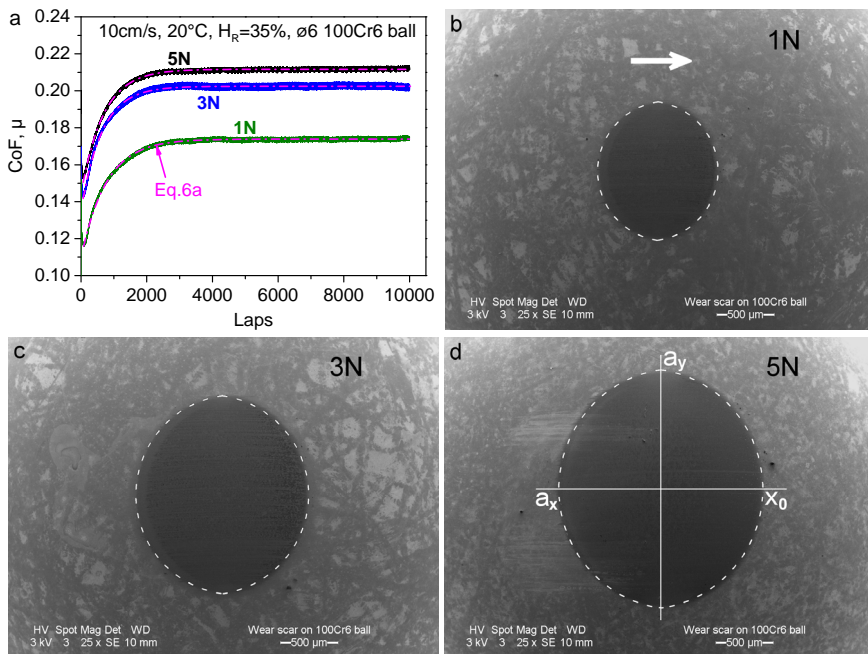 a
10cm/s, 20°C, H_R=35%, ø6 100Cr6 ball
0.22
0.20
0.18
0.16
0.14
0.12
0.10
CoF, μ
5N
3N
1N
Eq.6a
0 2000 4000 6000 8000 10000
Laps
b
1N
HV Spot Mag Det WD
3 kV 3 25 x SE 10 mm
Wear scar on 100Cr6 ball
500 μm
c
3N
HV Spot Mag Det WD
3 kV 3 25 x SE 10 mm
Wear scar on 100Cr6 ball
500 μm
d
5N
a_y
a_x
x_0
HV Spot Mag Det WD
3 kV 3 25 x SE 10 mm
Wear scar on 100Cr6 ball
500 μm